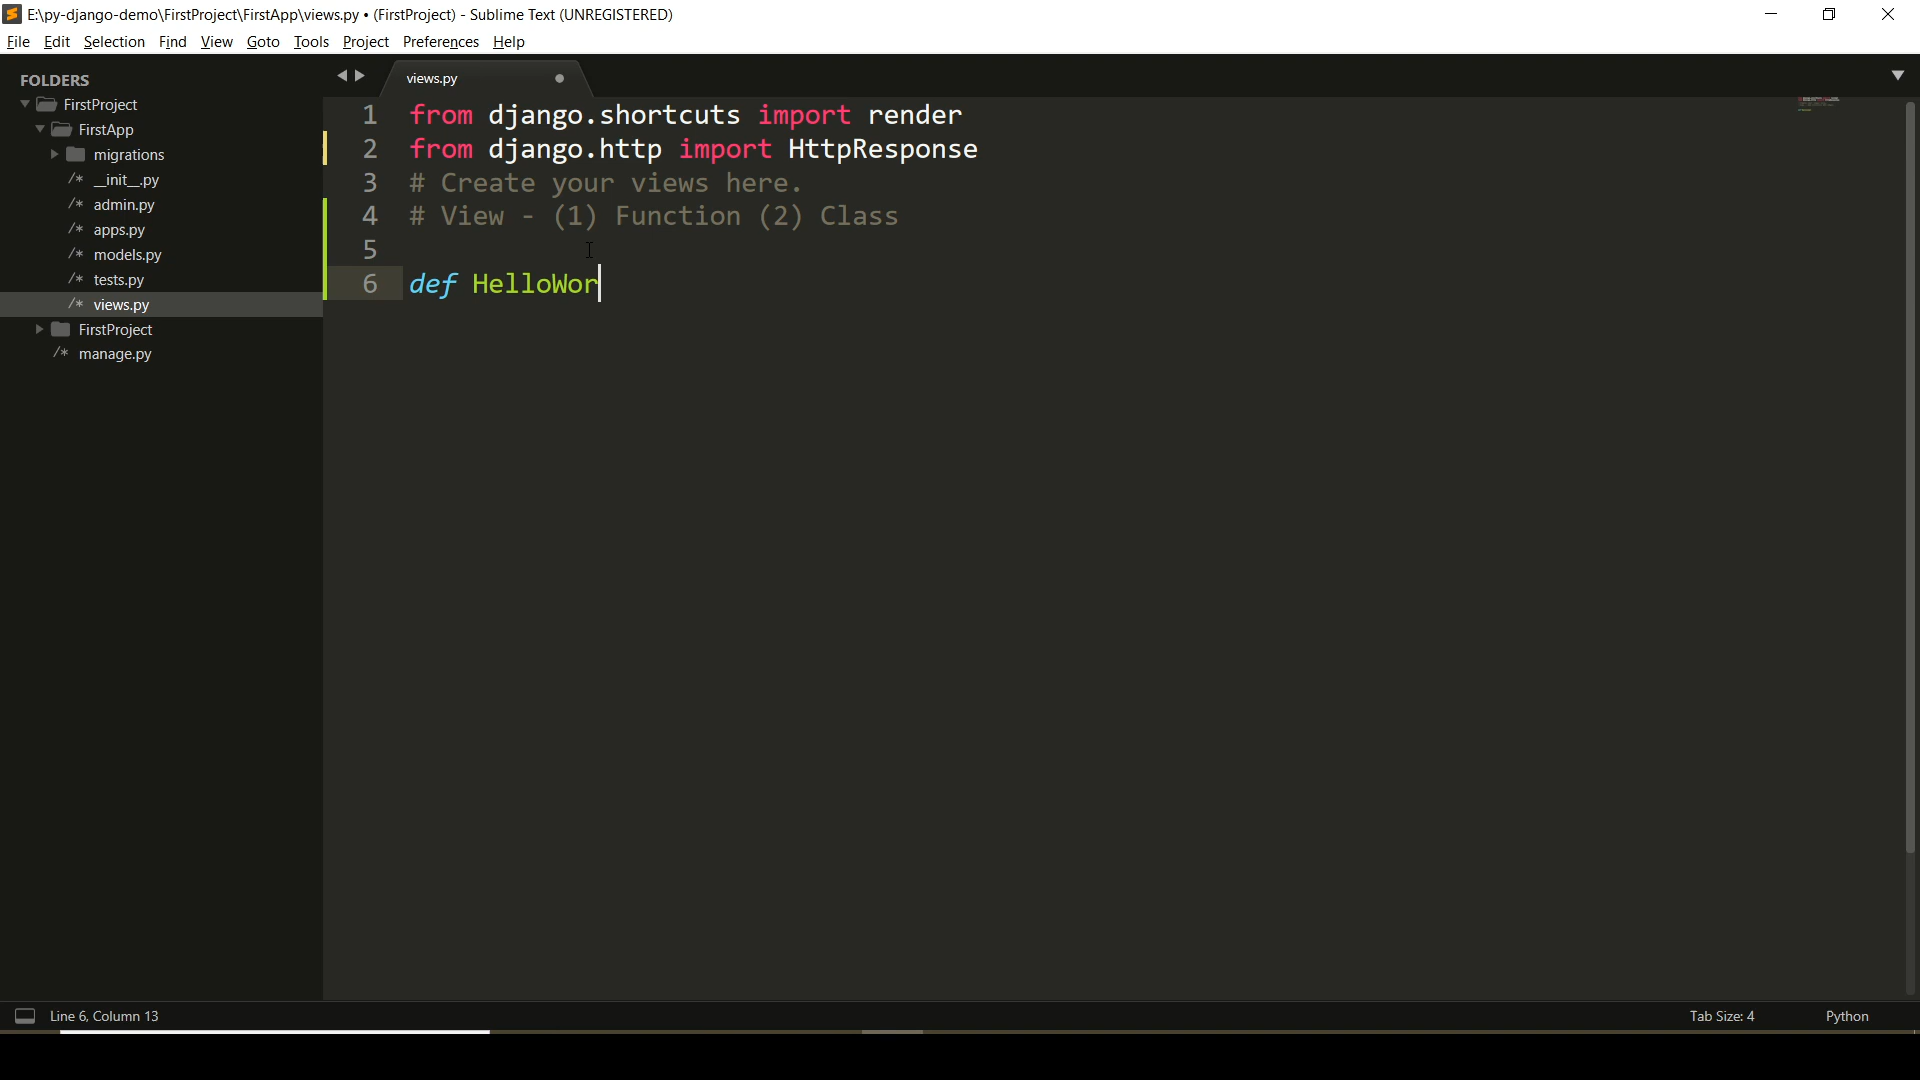 E:\py-django-demo\FirstProject\FirstApp\views.py • (FirstProject) - Sublime Text (UNREGISTERED)
File Edit Selection Find View Goto Tools Project Preferences Help
FOLDERS
FirstProject
FirstApp
migrations
/* __init__.py
/* admin.py
/* apps.py
/* models.py
/* tests.py
/* views.py
FirstProject
/* manage.py
views.py
1 from django.shortcuts import render
2 from django.http import HttpResponse
3 # Create your views here.
4 # View - (1) Function (2) Class
5
6 def HelloWor
Line 6, Column 13
Tab Size: 4
Python